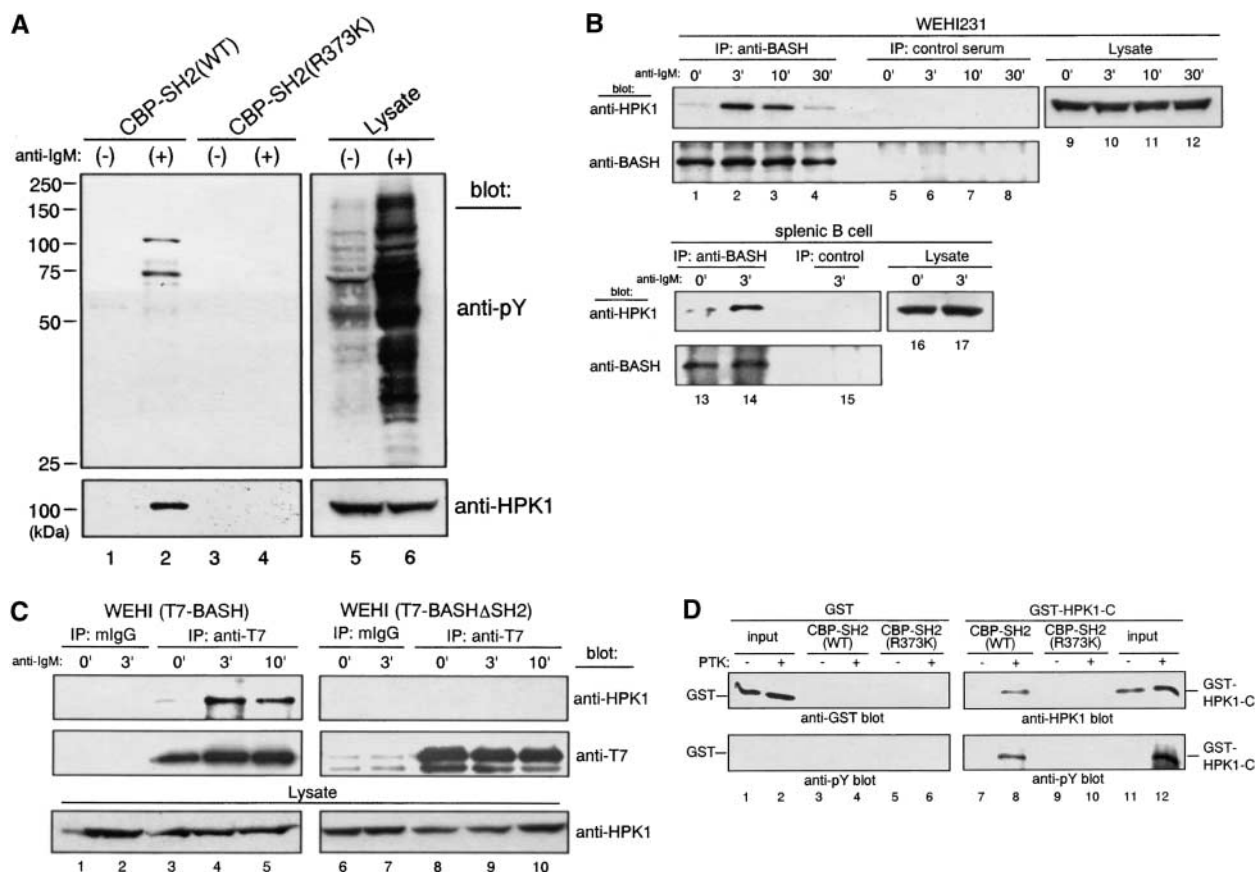 A
CBP-SH2(WT)
CBP-SH2(R373K)
Lysate
anti-IgM: (-) (+) (-) (+) (-) (+)
250
150
100
75
50
25
blot:
anti-pY
100
(kDa)
anti-HPK1
1 2 3 4 5 6
B
WEHI231
IP: anti-BASH IP: control serum Lysate
anti-IgM: 0' 3' 10' 30' 0' 3' 10' 30' 0' 3' 10' 30'
blot:
anti-HPK1
9 10 11 12
anti-BASH
1 2 3 4 5 6 7 8
splenic B cell
IP: anti-BASH IP: control Lysate
anti-IgM: 0' 3' 3' 0' 3'
blot:
anti-HPK1
16 17
anti-BASH
13 14 15
C
WEHI (T7-BASH) WEHI (T7-BASHΔSH2)
IP: mIgG IP: anti-T7 IP: mIgG IP: anti-T7
anti-IgM: 0' 3' 0' 3' 10' 0' 3' 0' 3' 10' blot:
anti-HPK1
anti-T7
Lysate
anti-HPK1
1 2 3 4 5 6 7 8 9 10
D
GST GST-HPK1-C
input CBP-SH2 (WT) CBP-SH2 (R373K) CBP-SH2 (WT) CBP-SH2 (R373K) input
PTK: - + - + - + - + - + - +
GST
GST-HPK1-C
anti-GST blot anti-HPK1 blot
GST
GST-HPK1-C
anti-pY blot anti-pY blot
1 2 3 4 5 6 7 8 9 10 11 12